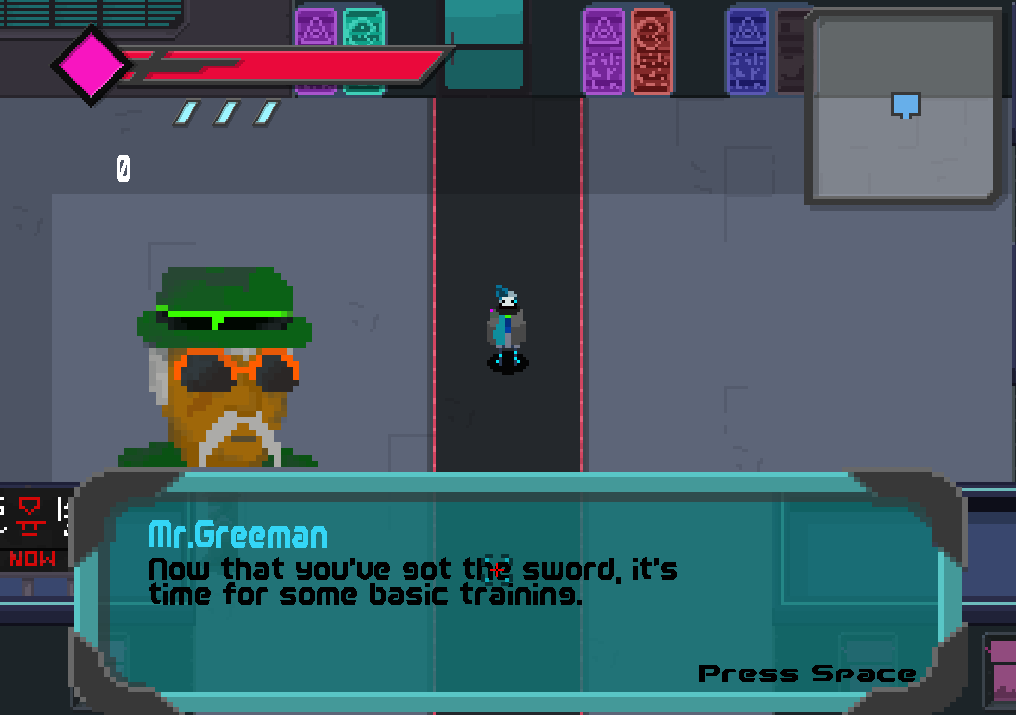 0
Mr.Greeman
Now that you've got the sword, it's
time for some basic training.
NOW
Press Space